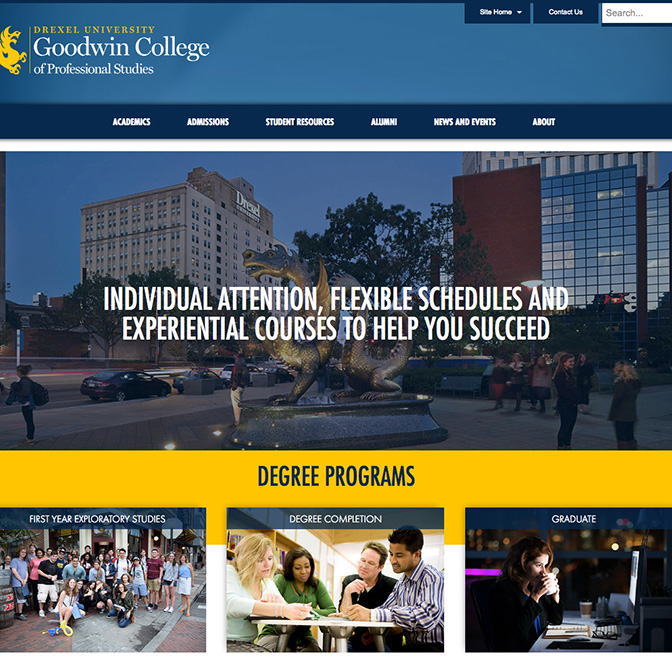 Site Home
Contact Us
Search...
DREXEL UNIVERSITY
Goodwin College
of Professional Studies
ACADEMICS
ADMISSIONS
STUDENT RESOURCES
ALUMNI
NEWS AND EVENTS
ABOUT
Drexel
INDIVIDUAL ATTENTION, FLEXIBLE SCHEDULES AND
EXPERIENTIAL COURSES TO HELP YOU SUCCEED
DEGREE PROGRAMS
FIRST YEAR EXPLORATORY STUDIES
DEGREE COMPLETION
GRADUATE